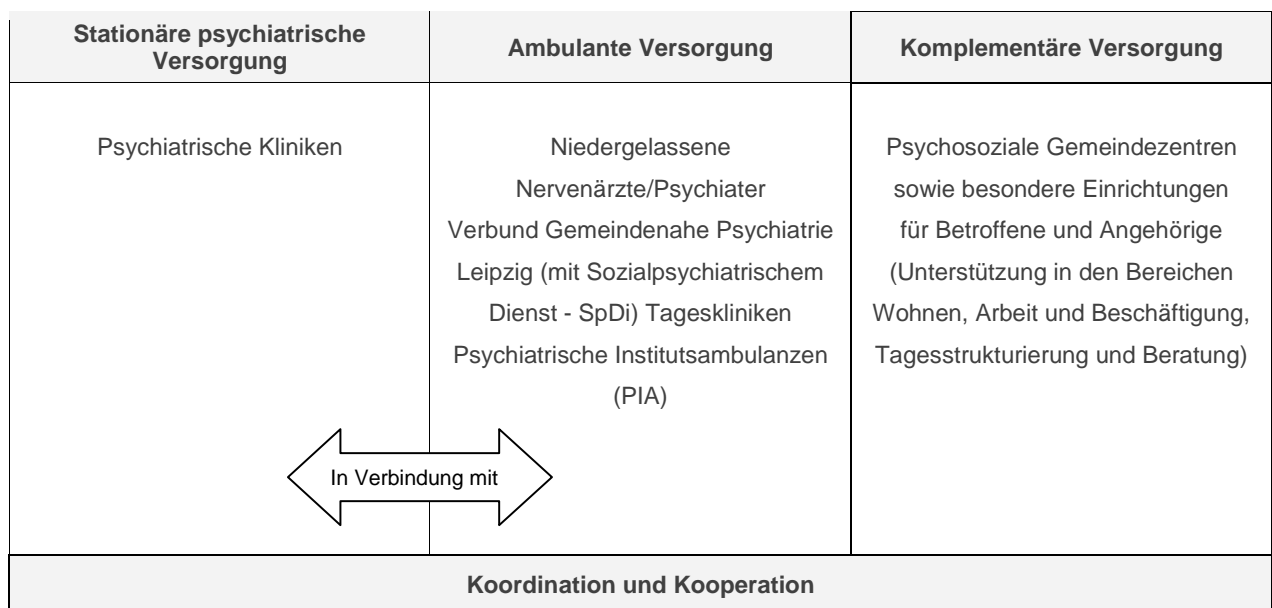 Stationäre psychiatrische
Versorgung
Ambulante Versorgung
Komplementäre Versorgung
Psychiatrische Kliniken
Niedergelassene
Nervenärzte/Psychiater
Verbund Gemeindenahe Psychiatrie
Leipzig (mit Sozialpsychiatrischem
Dienst - SpDi) Tageskliniken
Psychiatrische Institutsambulanzen
(PIA)
Psychosoziale Gemeindezentren
sowie besondere Einrichtungen
für Betroffene und Angehörige
(Unterstützung in den Bereichen
Wohnen, Arbeit und Beschäftigung,
Tagesstrukturierung und Beratung)
In Verbindung mit
Koordination und Kooperation